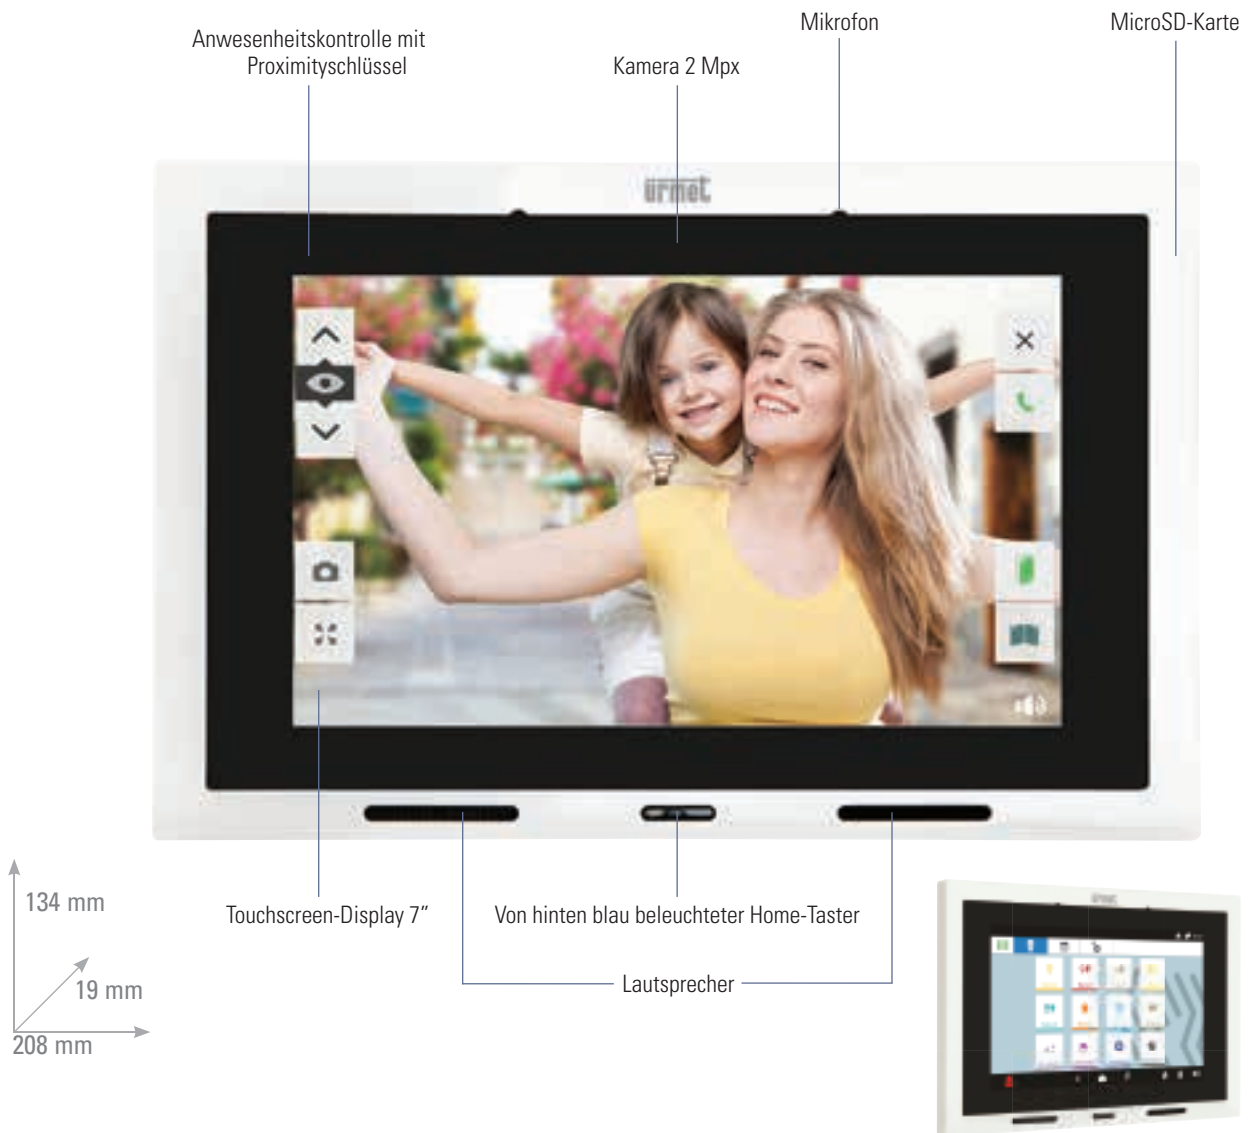 Mikrofon
MicroSD-Karte
Anwesenheitskontrolle mit
Proximityschlüssel
Kamera 2 Mpx
urmet
134 mm
19 mm
208 mm
Touchscreen-Display 7”
Von hinten blau beleuchteter Home-Taster
Lautsprecher
urmet